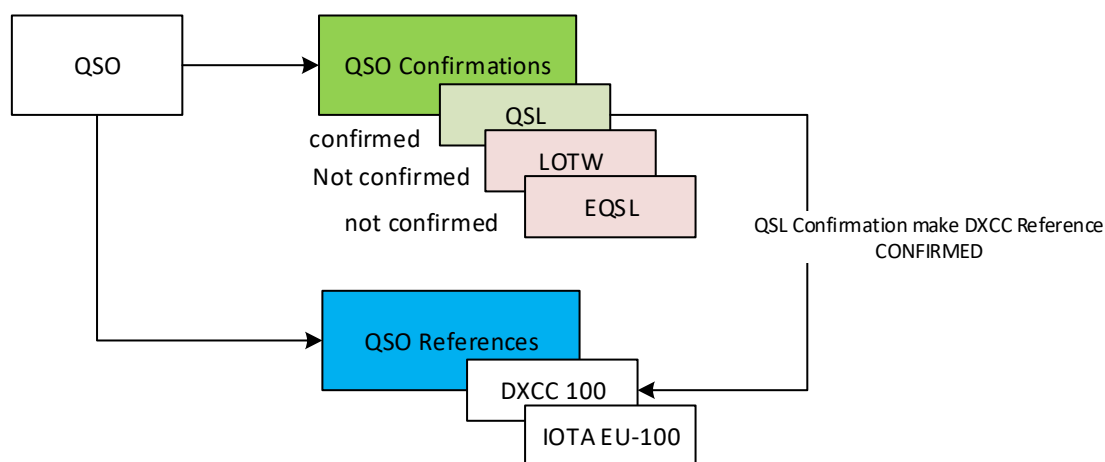 QSO
QSO Confirmations
QSL
confirmed
LOTW
Not confirmed
EQSL
not confirmed
QSL Confirmation make DXCC Reference
CONFIRMED
QSO References
DXCC 100
IOTA EU-100